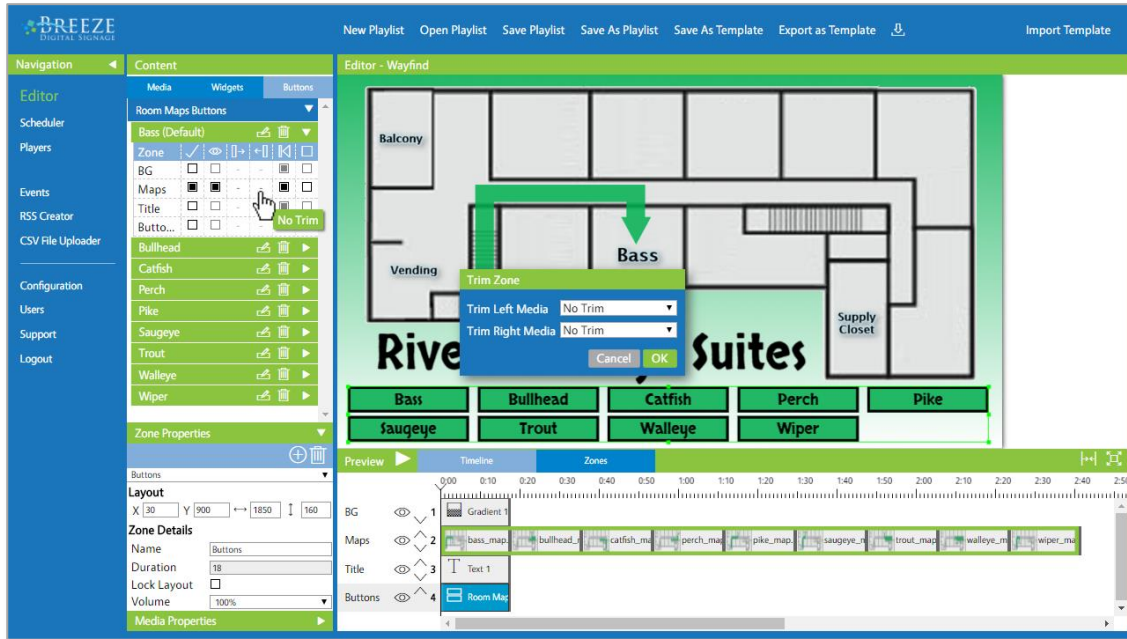 BREEZE
DIGITAL SIGNAGE
New Playlist Open Playlist Save Playlist Save As Playlist Save As Template Export as Template Import Template
Navigation
Editor
Scheduler
Players
Events
RSS Creator
CSV File Uploader
Configuration
Users
Support
Logout
Content
Media Widgets Buttons
Room Maps Buttons
Bass (Default)
Zone
BG
Maps
Title
Butto...
No Trim
Bullhead
Catfish
Perch
Pike
Saugeye
Trout
Walleye
Wiper
Zone Properties
Buttons
Layout
X 30 Y 900 1850 160
Zone Details
Name Buttons
Duration 18
Lock Layout
Volume 100%
Media Properties
Editor - Wayfind
Balcony
Bass
Vending
Supply
Closet
Trim Zone
Trim Left Media No Trim
Trim Right Media No Trim
Cancel OK
Rive
Suites
Bass Bullhead Catfish Perch Pike
Saugeye Trout Walleye Wiper
Preview Timeline Zones
0:00 0:10 0:20 0:30 0:40 0:50 1:00 1:10 1:20 1:30 1:40 1:50 2:00 2:10 2:20 2:30 2:40 2:50
BG 1 Gradient 1
Maps 2 bass_map. bullhead_r catfish_ma perch_map pike_map. saugeye_n trout_map walleye_m wiper_ma
Title 3 T Text 1
Buttons 4 Room Map